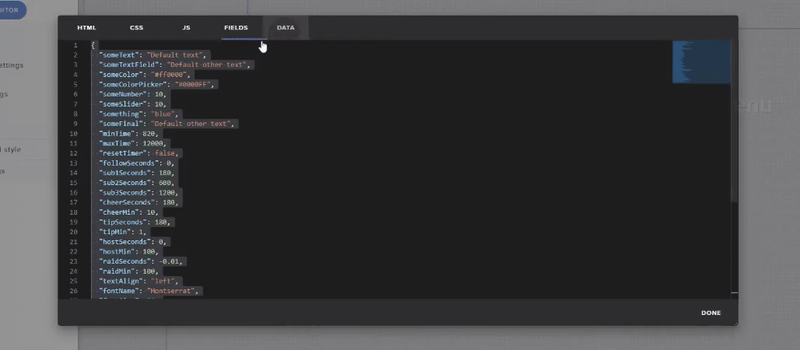 HTML CSS JS FIELDS DATA
DITOR
ettings
gs
l style
gs
enu
1 {
2 "someText": "Default text",
3 "someTextField": "Default other text",
4 "someColor": "#ff0000",
5 "someColorPicker": "#0000FF",
6 "someNumber": 10,
7 "someSlider": 10,
8 "something": "blue",
9 "someFinal": "Default other text",
10 "minTime": 820,
11 "maxTime": 12000,
12 "resetTimer": false,
13 "followSeconds": 0,
14 "sub1Seconds": 180,
15 "sub2Seconds": 600,
16 "sub3Seconds": 1200,
17 "cheerSeconds": 180,
18 "cheerMin": 10,
19 "tipSeconds": 180,
20 "tipMin": 1,
21 "hostSeconds": 0,
22 "hostMin": 100,
23 "raidSeconds": -0.01,
24 "raidMin": 100,
25 "textAlign": "left",
26 "fontName": "Montserrat",
DONE